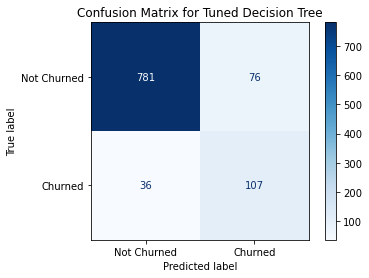 Confusion Matrix for Tuned Decision Tree
True label
Not Churned
Churned
781 76
36 107
Not Churned Churned
Predicted label
700
600
500
400
300
200
100